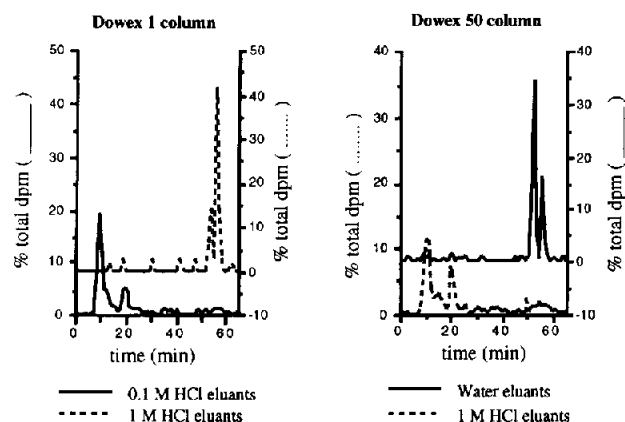 Dowex 1 column
50
40
30
20
10
0
50
40
30
20
10
0
-10
% total dpm ( ____ )
% total dpm ( ....... )
0
20
40
60
time (min)
0.1 M HCl eluants
1 M HCl eluants
Dowex 50 column
40
30
20
10
0
40
30
20
10
0
-10
% total dpm ( ....... )
% total dpm ( ____ )
0
20
40
60
time (min)
Water eluants
1 M HCl eluants